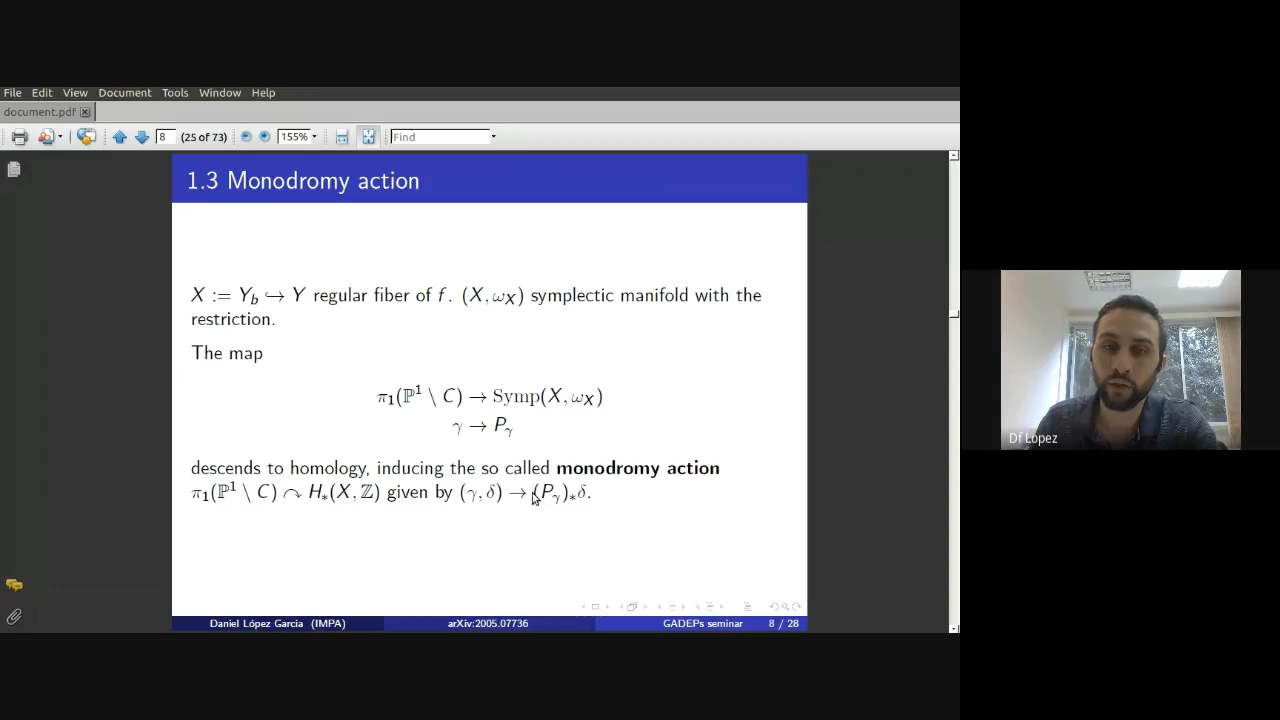 File Edit View Document Tools Window Help
document.pdf
8 (25 of 73) 155% Find
1.3 Monodromy action
X := Y_b ↪ Y regular fiber of f. (X, ω_X) symplectic manifold with the
restriction.
The map
π₁(ℙ¹ \ C) → Symp(X, ω_X)
γ → P_γ
descends to homology, inducing the so called monodromy action
π₁(ℙ¹ \ C) ↷ H_*(X, ℤ) given by (γ, δ) → (P_γ)_*δ.
Daniel López Garcia (IMPA) arXiv:2005.07736 GADEPs seminar 8 / 28
Df Lopez